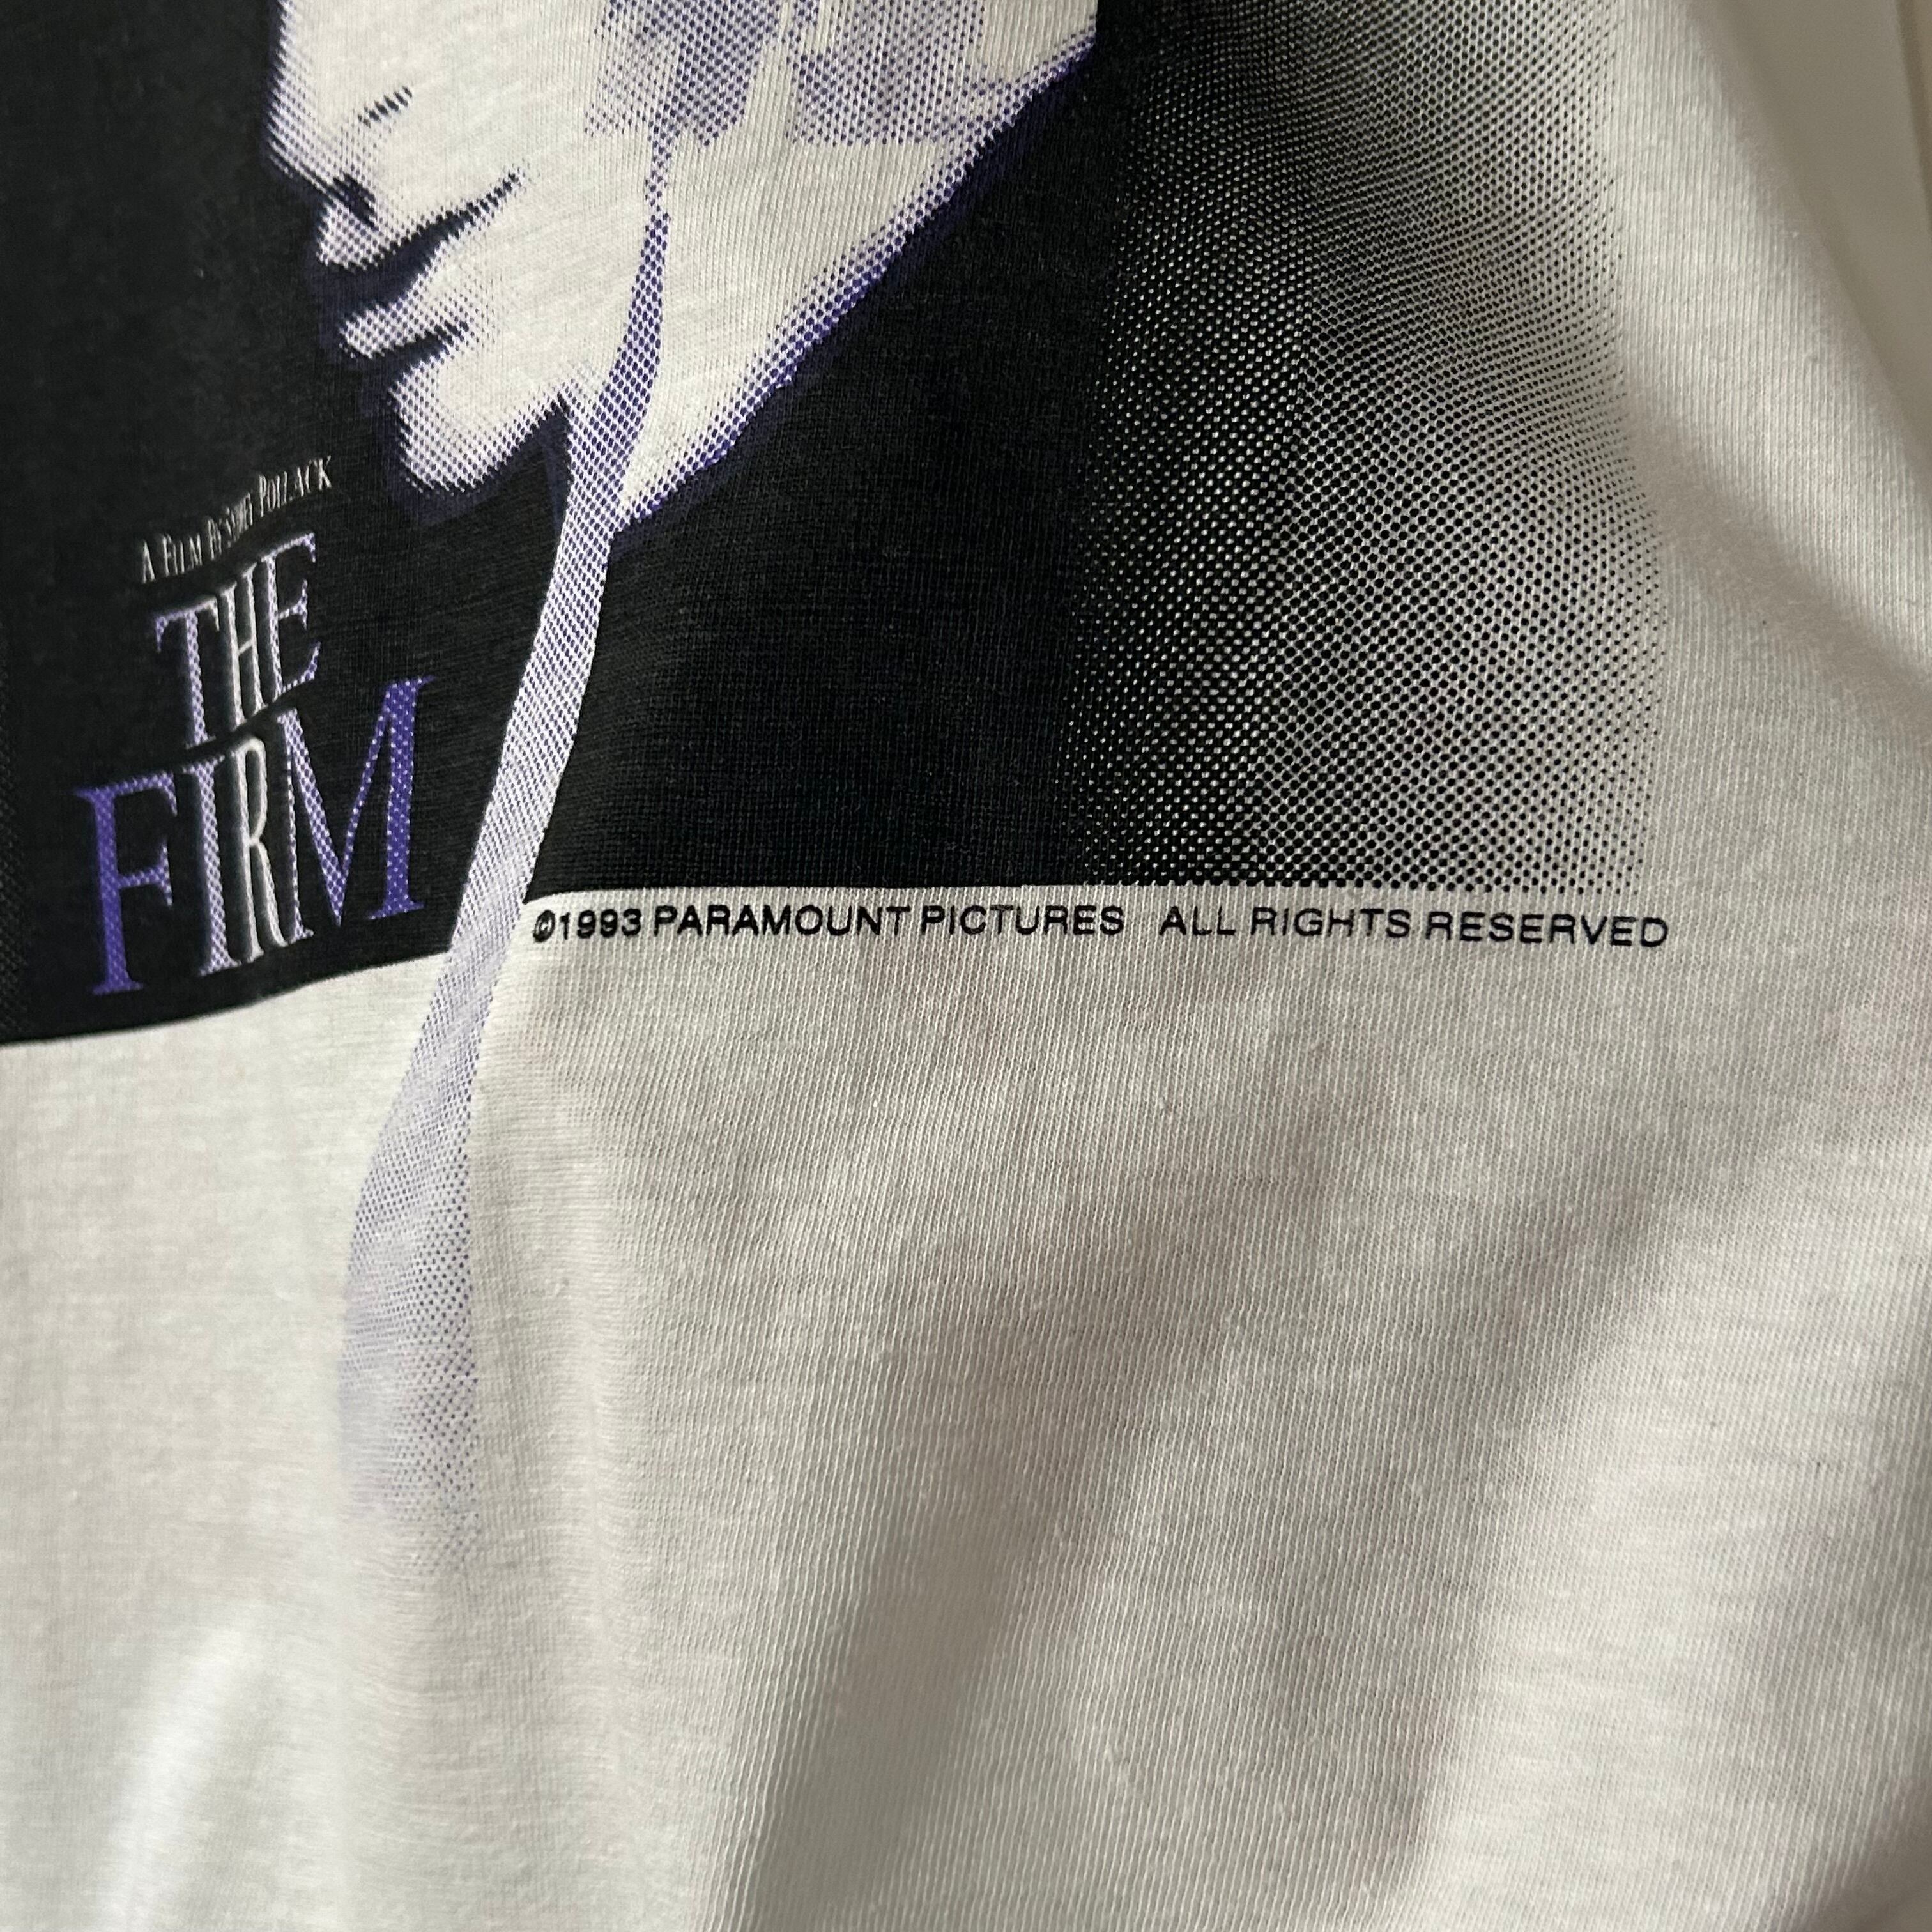 A FILM BY SYDNEY POLLACK
THE
FIRM
©1993 PARAMOUNT PICTURES ALL RIGHTS RESERVED